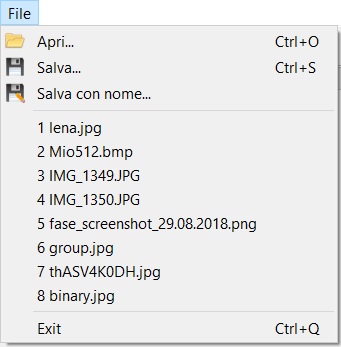 File
Apri... Ctrl+O
Salva... Ctrl+S
Salva con nome...
1 lena.jpg
2 Mio512.bmp
3 IMG_1349.JPG
4 IMG_1350.JPG
5 fase_screenshot_29.08.2018.png
6 group.jpg
7 thASV4K0DH.jpg
8 binary.jpg
Exit Ctrl+Q